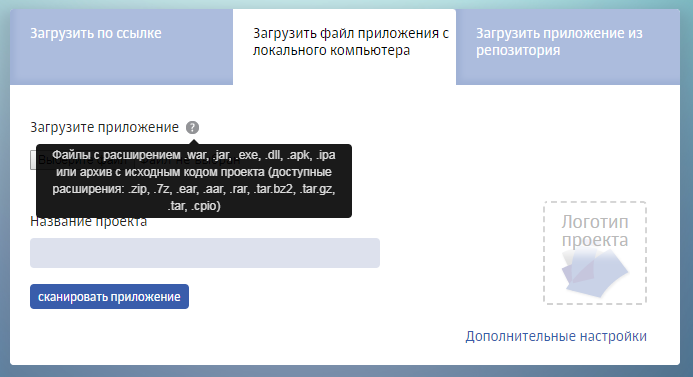 Загрузить по ссылке
Загрузить файл приложения с
локального компьютера
Загрузить приложение из
репозитория
Загрузите приложение ?
Файлы с расширением .war, .jar, .exe, .dll, .apk, .ipa
или архив с исходным кодом проекта (доступные
расширения: .zip, .7z, .ear, .aar, .rar, .tar.bz2, .tar.gz,
.tar, .cpio)
Название проекта
Логотип
проекта
сканировать приложение
Дополнительные настройки